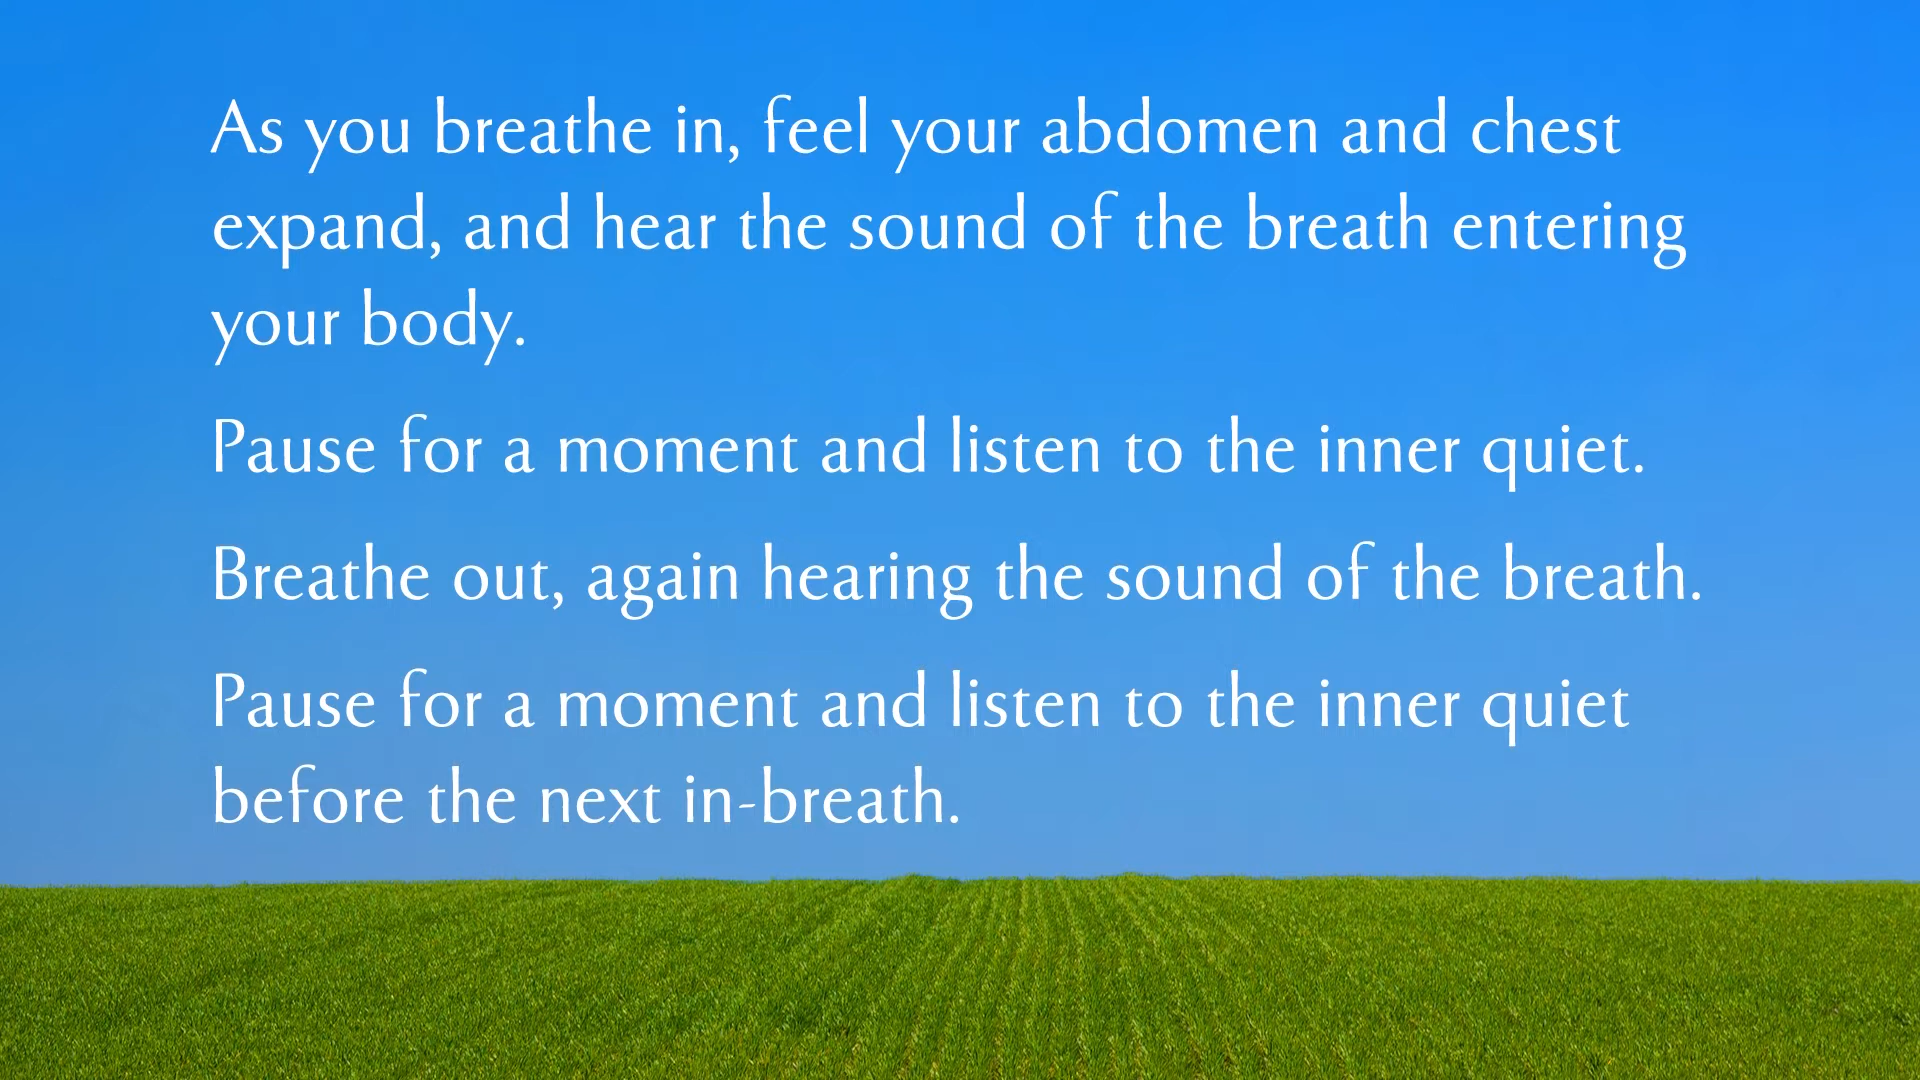 As you breathe in, feel your abdomen and chest
expand, and hear the sound of the breath entering
your body.
Pause for a moment and listen to the inner quiet.
Breathe out, again hearing the sound of the breath.
Pause for a moment and listen to the inner quiet
before the next in-breath.